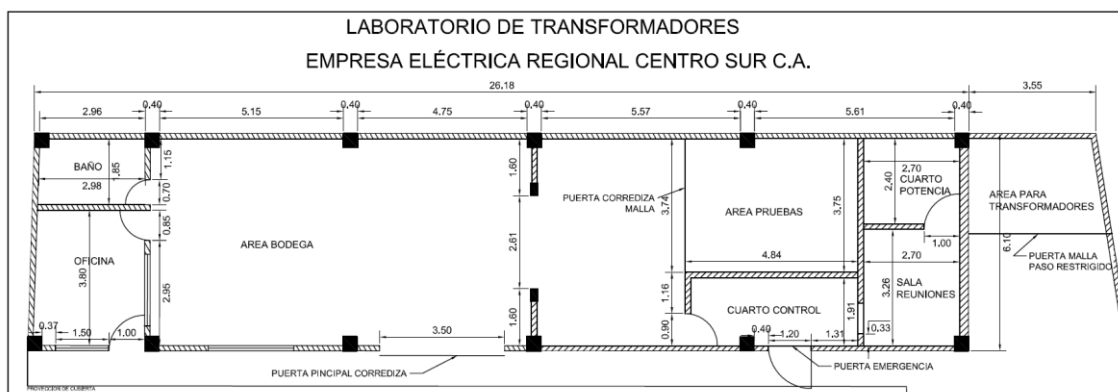 LABORATORIO DE TRANSFORMADORES
EMPRESA ELÉCTRICA REGIONAL CENTRO SUR C.A.
26.18
3.55
2.96
0.40
5.15
0.40
4.75
0.40
5.57
0.40
5.61
0.40
BAÑO
1.85
1.15
2.98
0.70
0.85
OFICINA
3.80
2.95
0.37
1.50
1.00
AREA BODEGA
1.60
2.61
1.60
3.50
PUERTA PINCIPAL CORREDIZA
PUERTA CORREDIZA
MALLA
3.74
AREA PRUEBAS
3.75
4.84
1.16
0.90
CUARTO CONTROL
1.91
0.40
1.20
1.31
0.33
PUERTA EMERGENCIA
2.70
2.40
CUARTO
POTENCIA
1.00
2.70
3.26
SALA
REUNIONES
AREA PARA
TRANSFORMADORES
6.10
PUERTA MALLA
PASO RESTRIGIDO
PROYECCION DE CUBIERTA